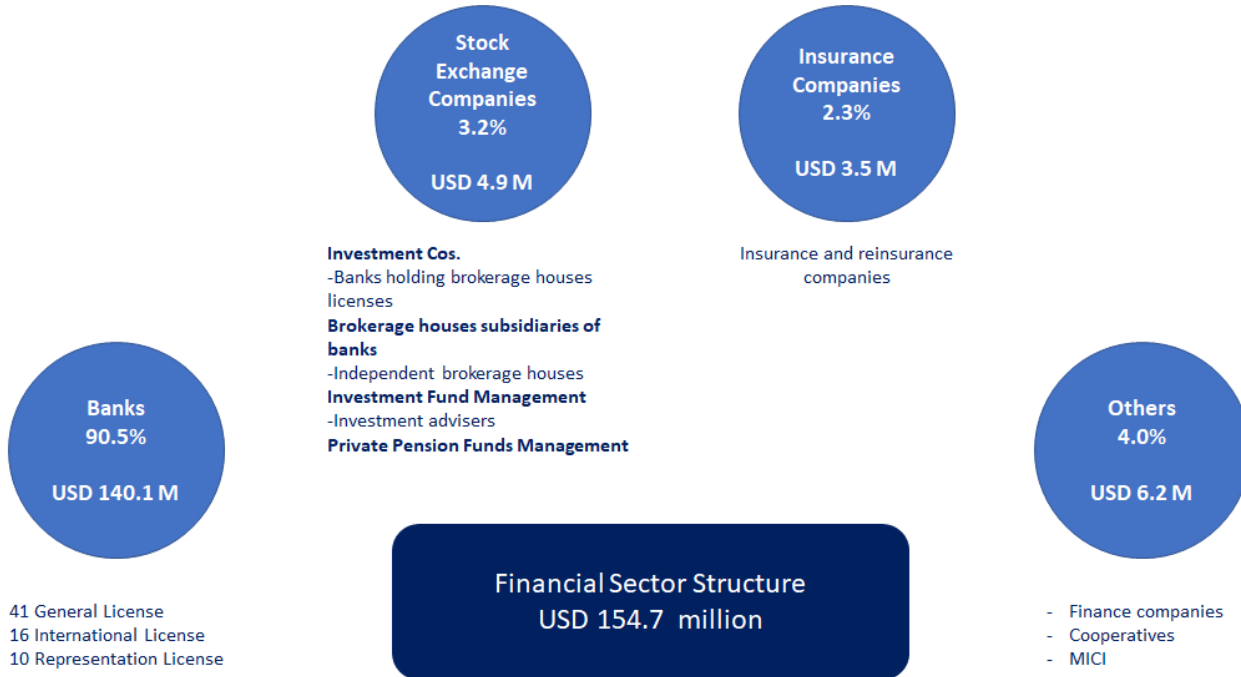 Stock
Exchange
Companies
3.2%
USD 4.9 M
Insurance
Companies
2.3%
USD 3.5 M
Investment Cos.
-Banks holding brokerage houses
licenses
Brokerage houses subsidiaries of
banks
-Independent brokerage houses
Investment Fund Management
-Investment advisers
Private Pension Funds Management
Insurance and reinsurance
companies
Banks
90.5%
USD 140.1 M
Others
4.0%
USD 6.2 M
Financial Sector Structure
USD 154.7 million
41 General License
16 International License
10 Representation License
- Finance companies
- Cooperatives
- MICI